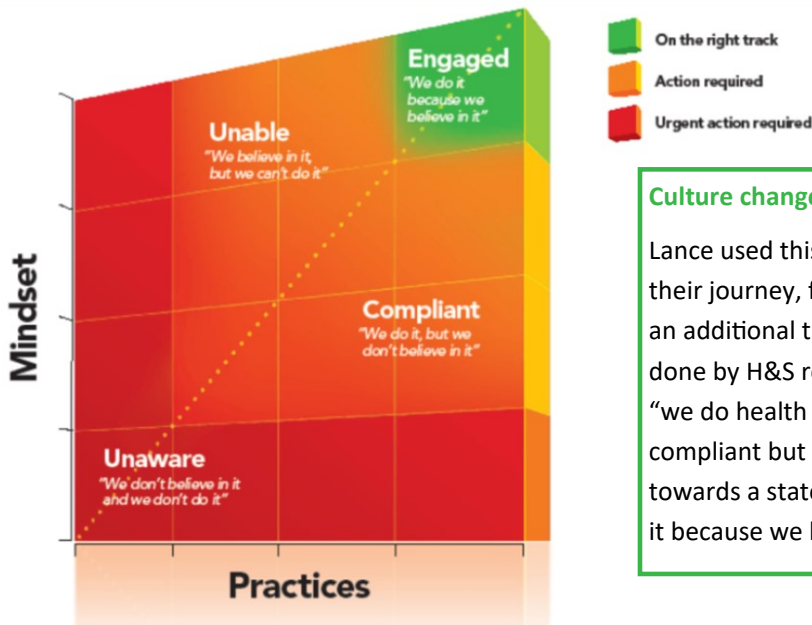 Engaged
"We do it
because we
believe in it"
Unable
"We believe in it,
but we can't do it"
Compliant
"We do it, but we
don't believe in it"
Unaware
"We don't believe in it
and we don't do it"
Mindset
Practices
On the right track
Action required
Urgent action required
Culture change
Lance used this
their journey, f
an additional t
done by H&S r
“we do health
compliant but
towards a stat
it because we